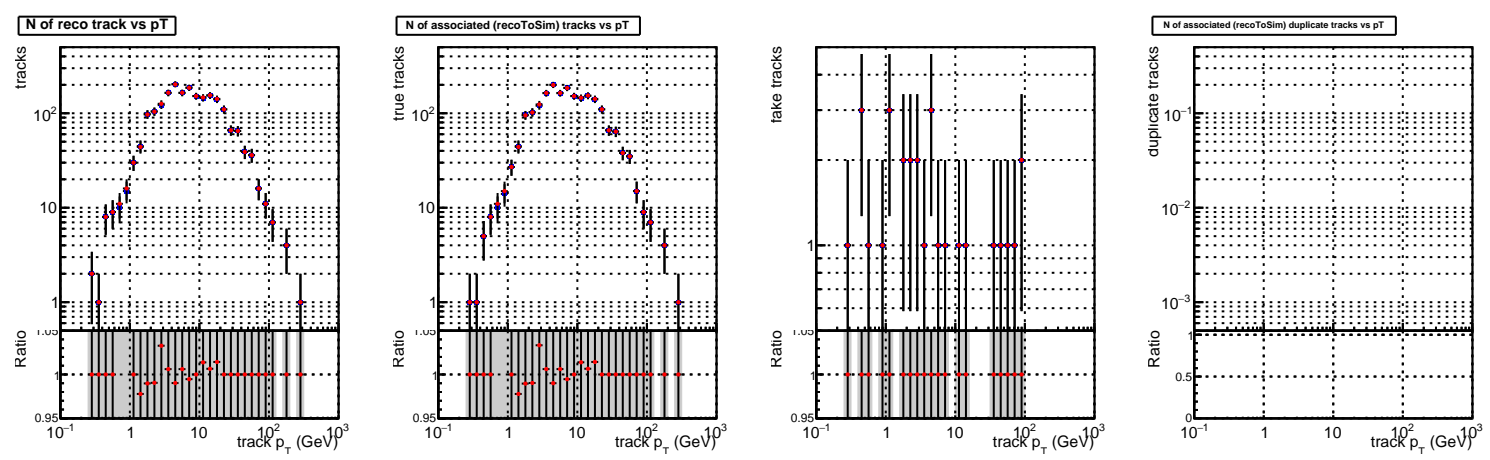 N of reco track vs pT
tracks
10²
10
1
Ratio
1.05
1
0.95
10⁻¹ 1 10 10² 10³
track p_T (GeV)
N of associated (recoToSim) tracks vs pT
true tracks
10²
10
1
Ratio
1.05
1
0.95
10⁻¹ 1 10 10² 10³
track p_T (GeV)
fake tracks
1
Ratio
1.05
1
0.95
10⁻¹ 1 10 10² 10³
track p_T (GeV)
N of associated (recoToSim) duplicate tracks vs pT
duplicate tracks
10⁻¹
10⁻²
10⁻³
Ratio
1
0.5
0
10⁻¹ 1 10 10² 10³
track p_T (GeV)